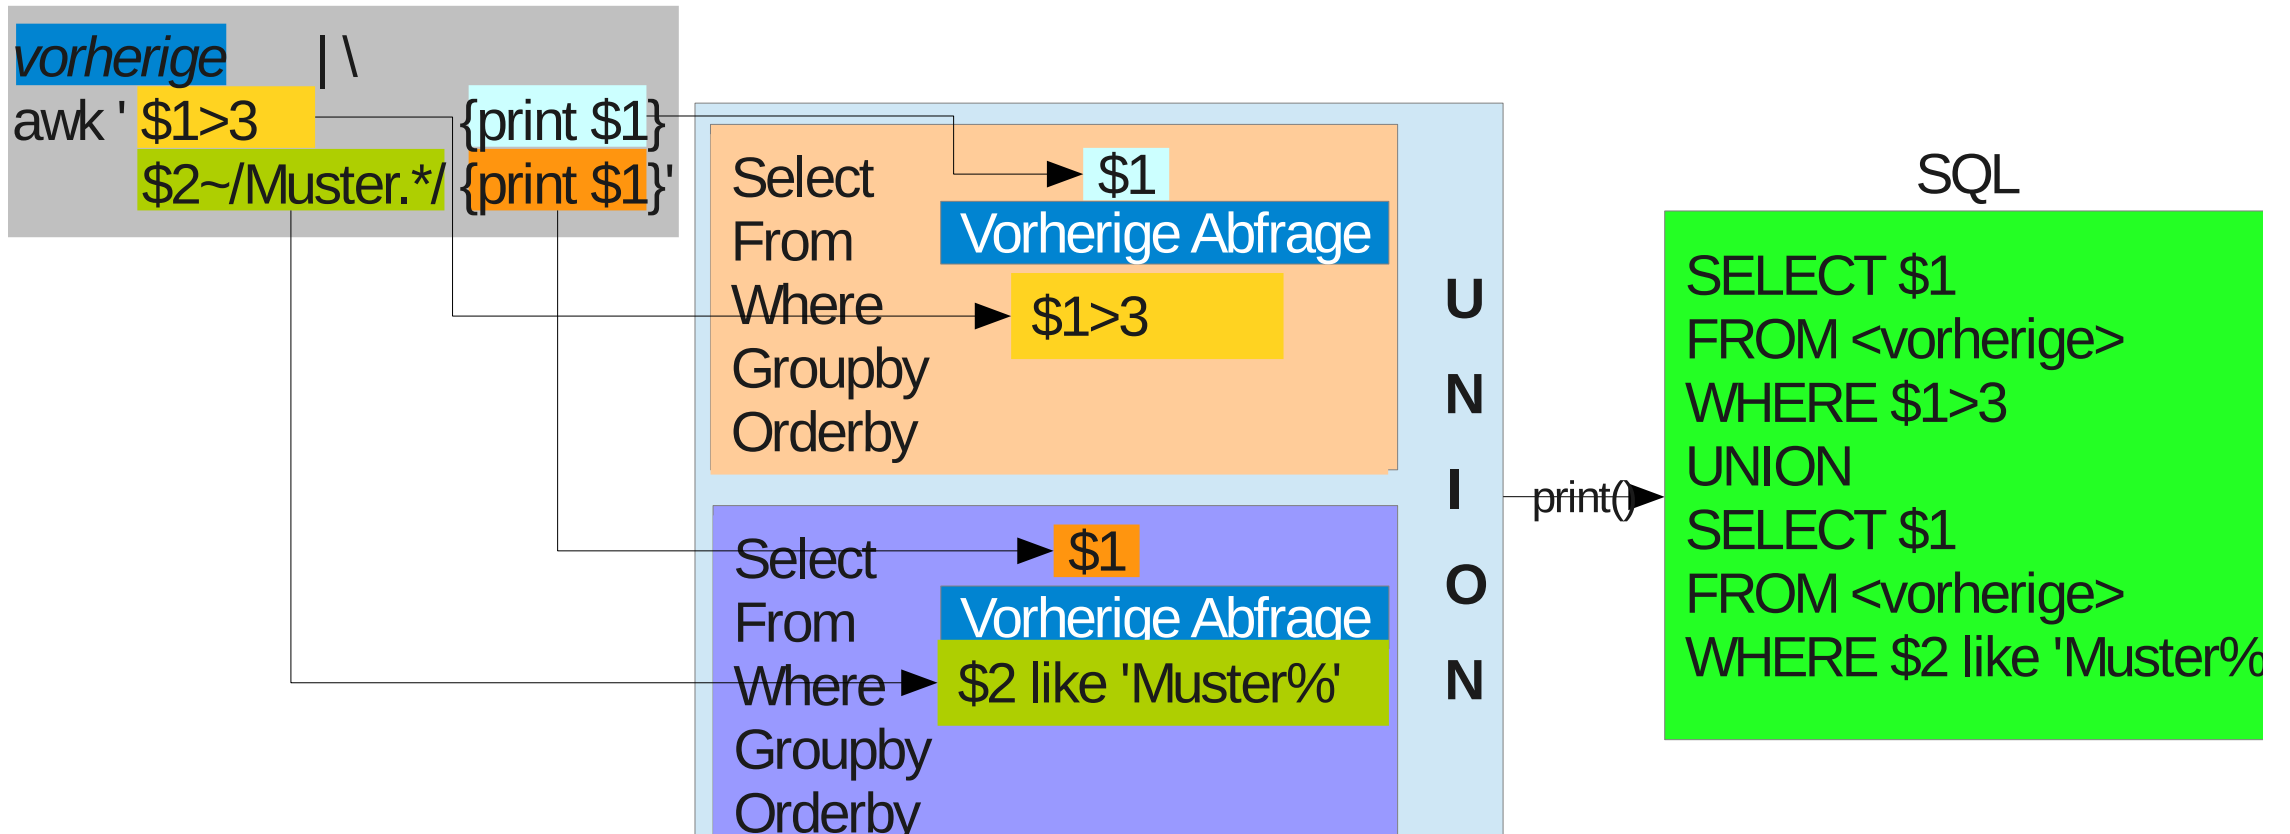 vorherige | \
awk ' $1>3 {print $1}
$2~/Muster.*/ {print $1}'
Select $1
From Vorherige Abfrage
Where $1>3
Groupby
Orderby
Select $1
From Vorherige Abfrage
Where $2 like 'Muster%'
Groupby
Orderby
U
N
I
O
N
print()
SQL
SELECT $1
FROM <vorherige>
WHERE $1>3
UNION
SELECT $1
FROM <vorherige>
WHERE $2 like 'Muster%